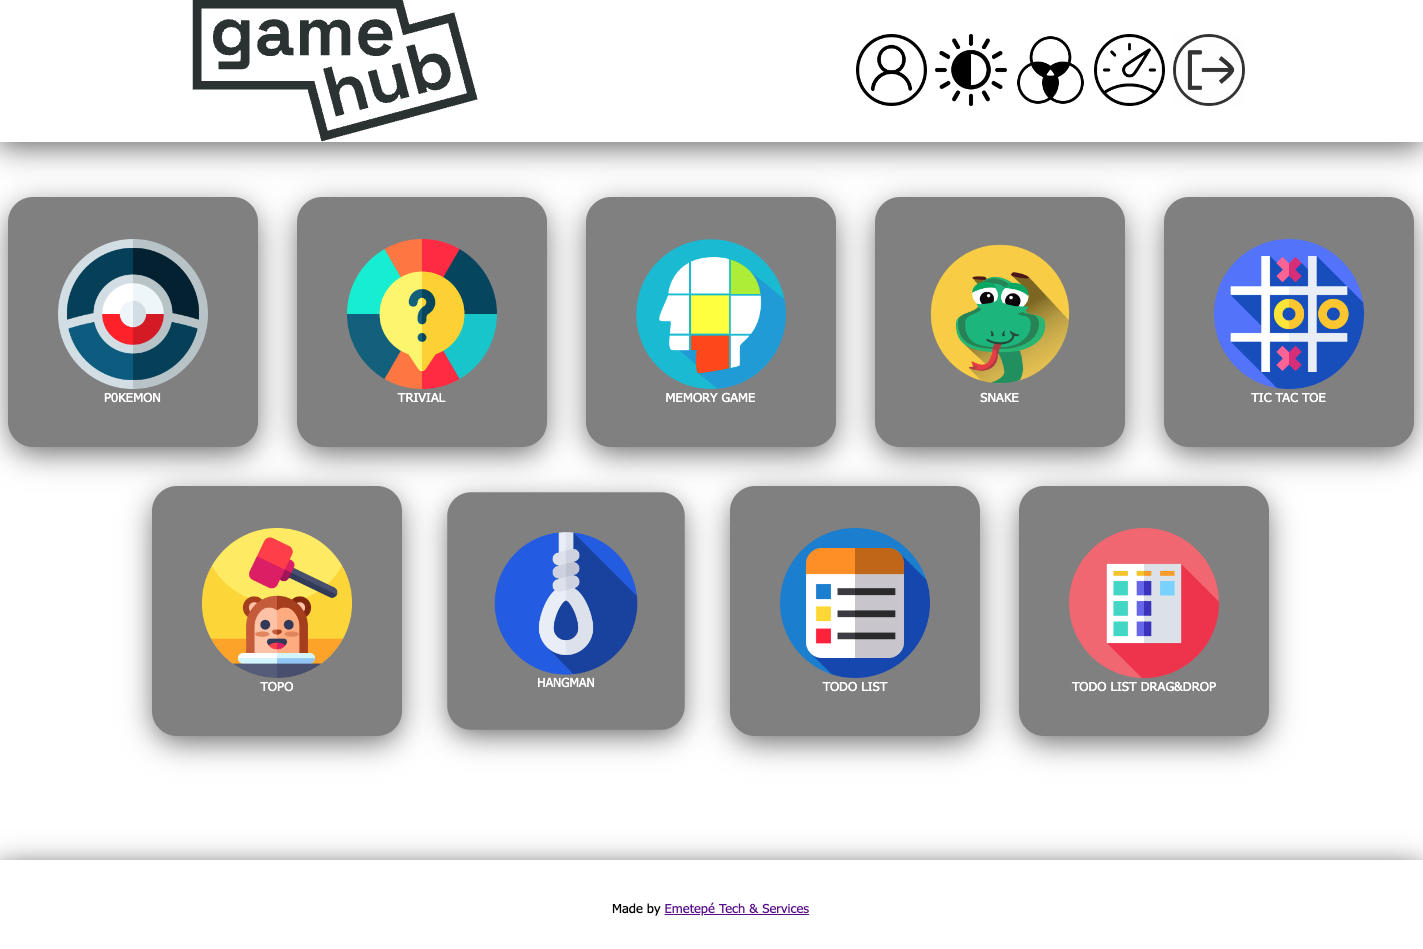 game
hub
P0KEMON
TRIVIAL
MEMORY GAME
SNAKE
TIC TAC TOE
TOPO
HANGMAN
TODO LIST
TODO LIST DRAG&DROP
Made by Emetepé Tech & Services